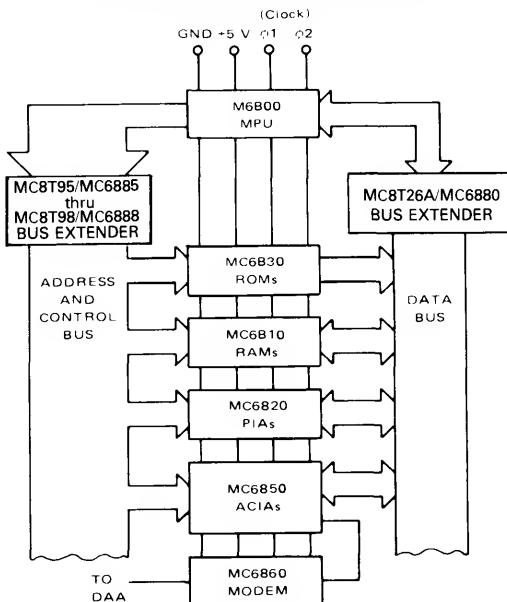 (Clock)
GND +5 V φ1 φ2
M6800
MPU
MC8T95/MC6885
thru
MC8T98/MC6888
BUS EXTENDER
MC8T26A/MC6880
BUS EXTENDER
MC6830
ROMs
ADDRESS
AND
CONTROL
BUS
DATA
BUS
MC6810
RAMs
MC6820
PIAs
MC6850
ACIAs
TO
DAA
MC6860
MODEM